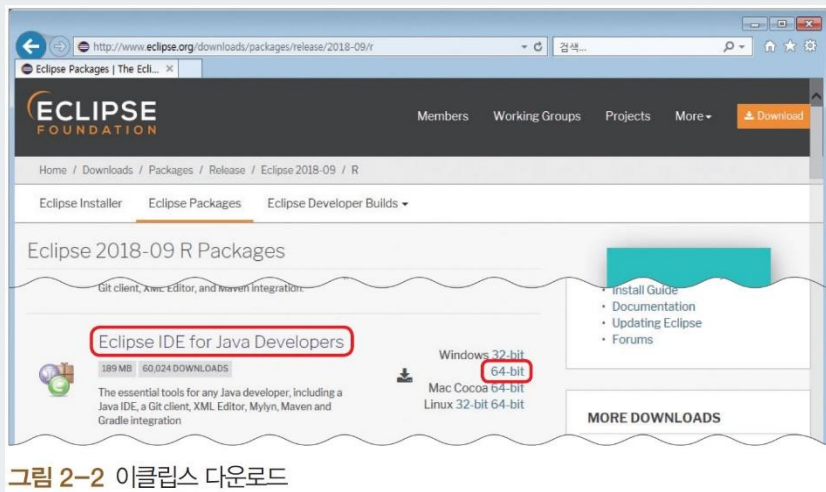 http://www.eclipse.org/downloads/packages/release/2018-09/r
검색...
Eclipse Packages | The Ecli...
ECLIPSE
FOUNDATION
Members Working Groups Projects More Download
Home / Downloads / Packages / Release / Eclipse 2018-09 / R
Eclipse Installer Eclipse Packages Eclipse Developer Builds
Eclipse 2018-09 R Packages
Git client, XML Editor, and Maven integration.
Eclipse IDE for Java Developers
189 MB 60,024 DOWNLOADS
The essential tools for any Java developer, including a
Java IDE, a Git client, XML Editor, Mylyn, Maven and
Gradle integration
Windows 32-bit
64-bit
Mac Cocoa 64-bit
Linux 32-bit 64-bit
Install Guide
Documentation
Updating Eclipse
Forums
MORE DOWNLOADS
그림 2-2 이클립스 다운로드